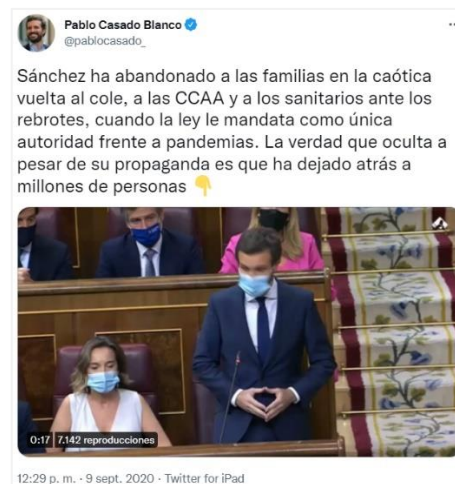 Pablo Casado Blanco
@pablocasado_
Sánchez ha abandonado a las familias en la caótica
vuelta al cole, a las CCAA y a los sanitarios ante los
rebrotes, cuando la ley le mandata como única
autoridad frente a pandemias. La verdad que oculta a
pesar de su propaganda es que ha dejado atrás a
millones de personas 👇
0:17 7.142 reproducciones
12:29 p. m. · 9 sept. 2020 · Twitter for iPad